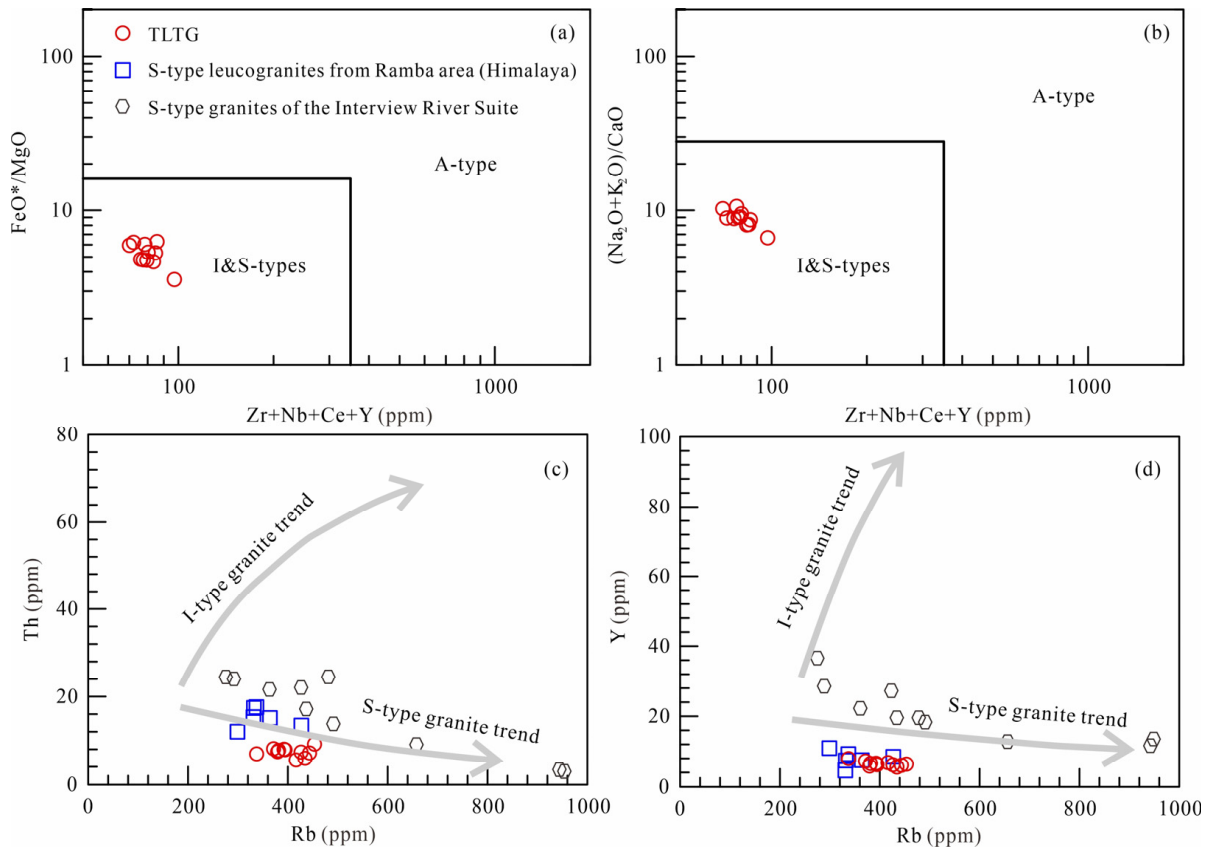 (a)
TLTG
S-type leucogranites from Ramba area (Himalaya)
S-type granites of the Interview River Suite
A-type
I&S-types
FeO*/MgO
100
10
1
100
1000
Zr+Nb+Ce+Y (ppm)
(b)
A-type
I&S-types
(Na₂O+K₂O)/CaO
100
10
1
100
1000
Zr+Nb+Ce+Y (ppm)
(c)
I-type granite trend
S-type granite trend
Th (ppm)
80
60
40
20
0
0
200
400
600
800
1000
Rb (ppm)
(d)
I-type granite trend
S-type granite trend
Y (ppm)
100
80
60
40
20
0
0
200
400
600
800
1000
Rb (ppm)